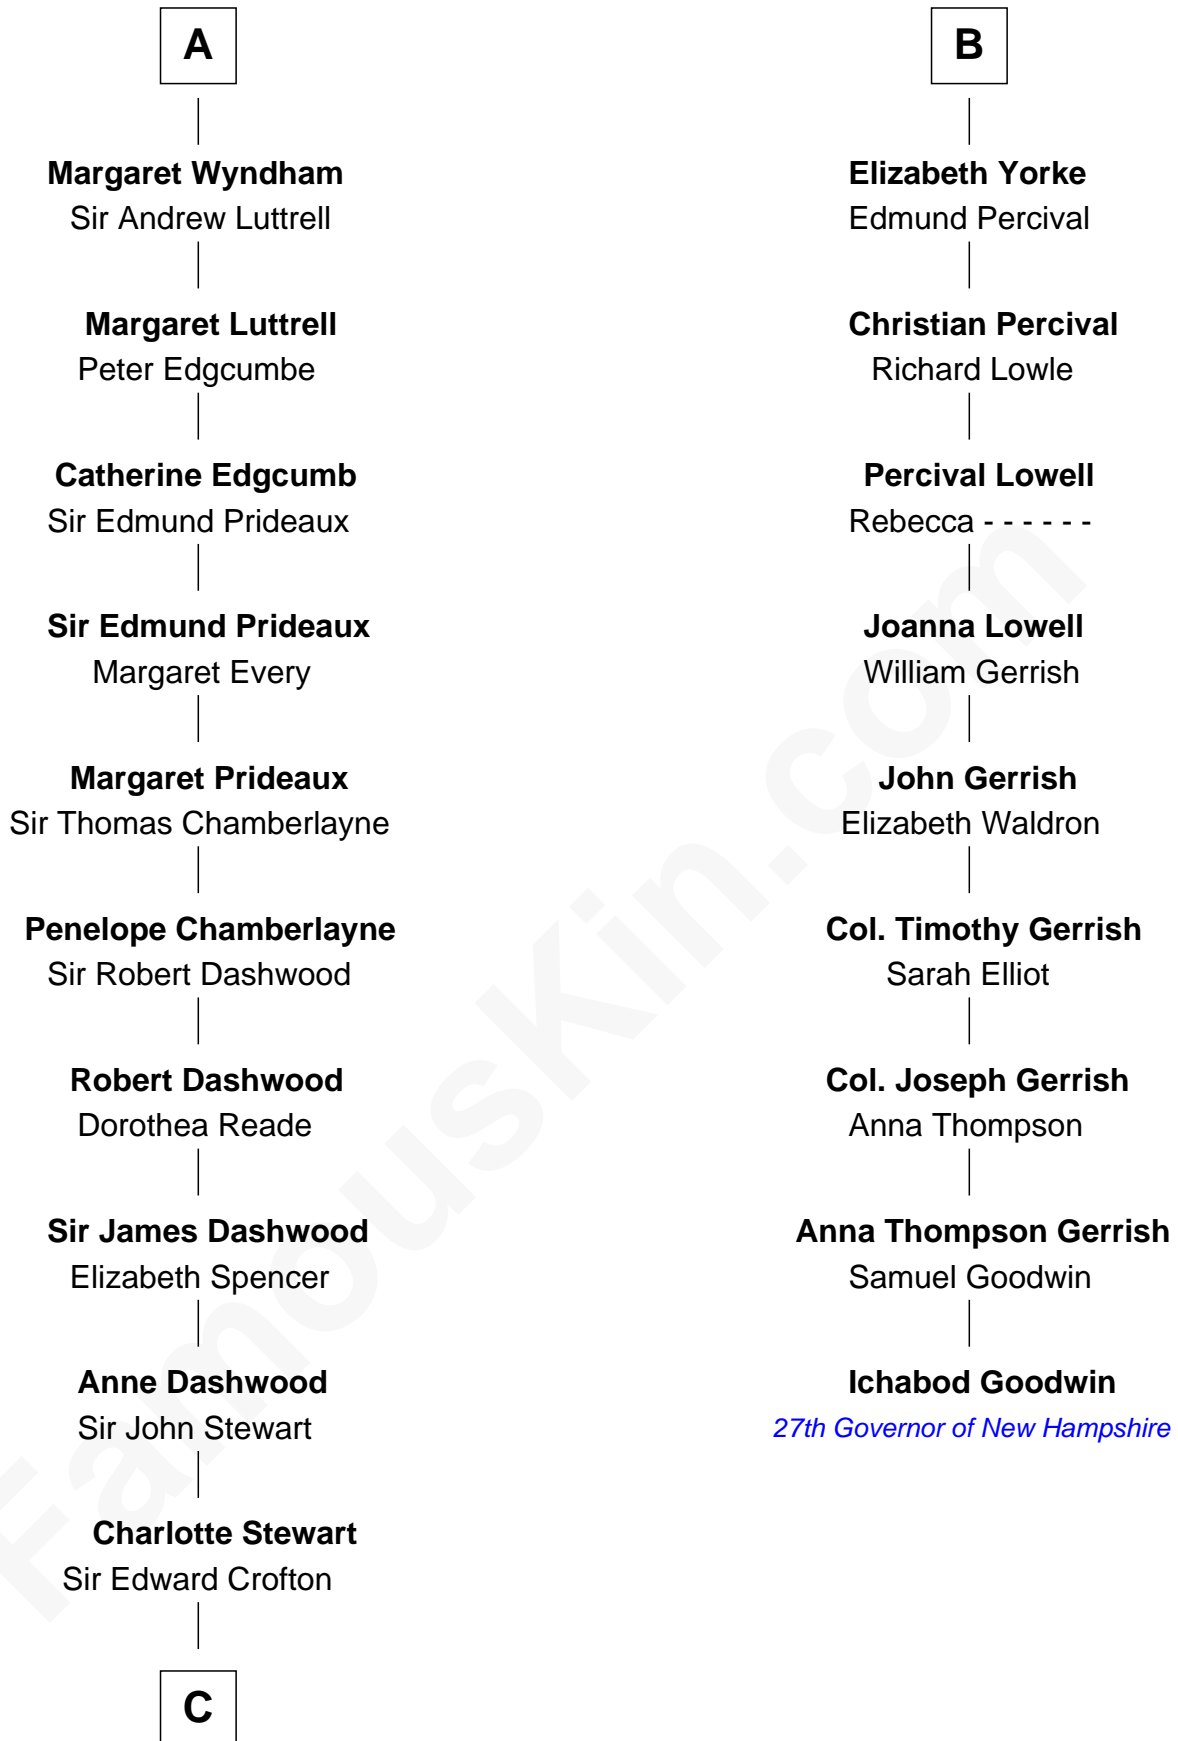 A
Margaret Wyndham
Sir Andrew Luttrell
Margaret Luttrell
Peter Edgcumbe
Catherine Edgcumb
Sir Edmund Prideaux
Sir Edmund Prideaux
Margaret Every
Margaret Prideaux
Sir Thomas Chamberlayne
Penelope Chamberlayne
Sir Robert Dashwood
Robert Dashwood
Dorothea Reade
Sir James Dashwood
Elizabeth Spencer
Anne Dashwood
Sir John Stewart
Charlotte Stewart
Sir Edward Crofton
C
B
Elizabeth Yorke
Edmund Percival
Christian Percival
Richard Lowle
Percival Lowell
Rebecca - - - - - -
Joanna Lowell
William Gerrish
John Gerrish
Elizabeth Waldron
Col. Timothy Gerrish
Sarah Elliot
Col. Joseph Gerrish
Anna Thompson
Anna Thompson Gerrish
Samuel Goodwin
Ichabod Goodwin
27th Governor of New Hampshire
FamousKin.com